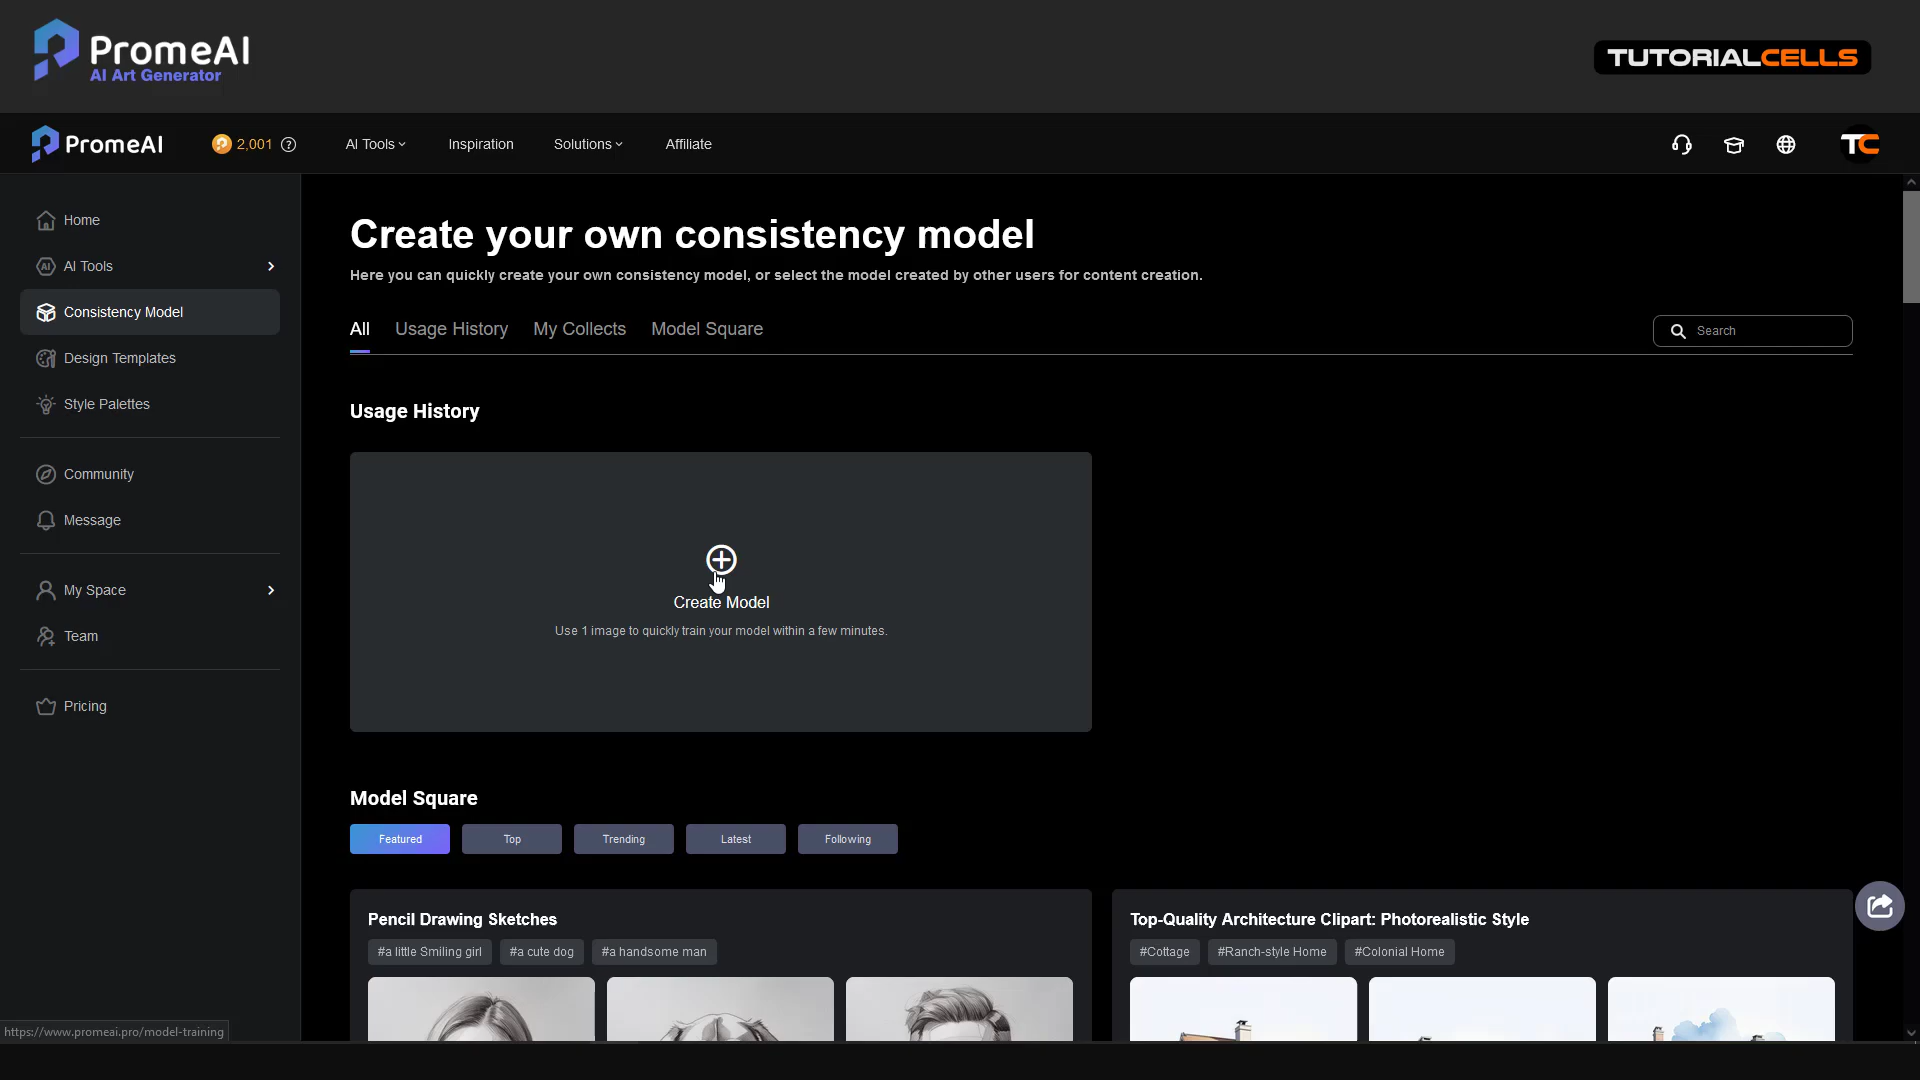 PromeAI
AI Art Generator
TUTORIALCELLS
PromeAI
2,001
AI Tools
Inspiration
Solutions
Affiliate
TC
Home
AI Tools
Consistency Model
Design Templates
Style Palettes
Community
Message
My Space
Team
Pricing
Create your own consistency model
Here you can quickly create your own consistency model, or select the model created by other users for content creation.
All
Usage History
My Collects
Model Square
Search
Usage History
Create Model
Use 1 image to quickly train your model within a few minutes.
Model Square
Featured
Top
Trending
Latest
Following
Pencil Drawing Sketches
#a little Smiling girl
#a cute dog
#a handsome man
Top-Quality Architecture Clipart: Photorealistic Style
#Cottage
#Ranch-style Home
#Colonial Home
https://www.promeai.pro/model-training